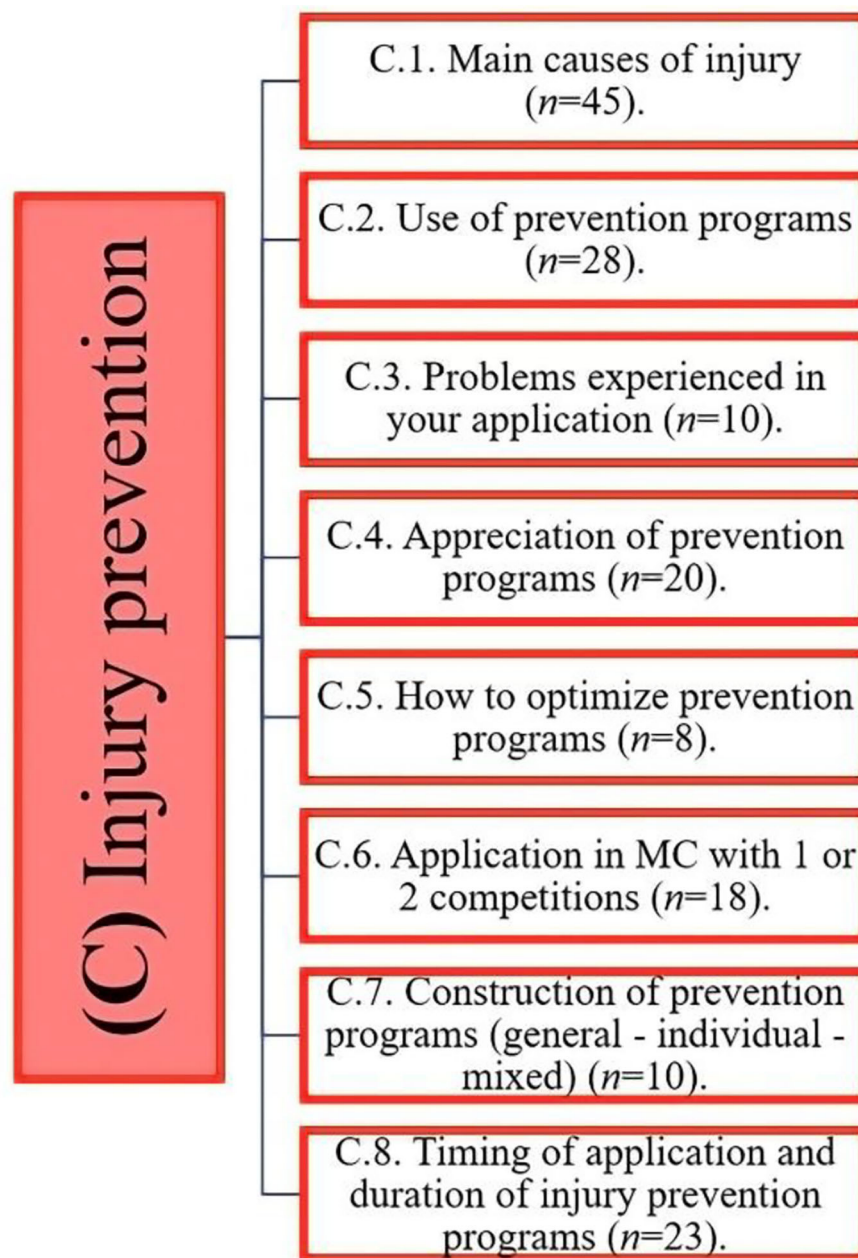 (C) Injury prevention
C.1. Main causes of injury
(n=45).
C.2. Use of prevention programs
(n=28).
C.3. Problems experienced in
your application (n=10).
C.4. Appreciation of prevention
programs (n=20).
C.5. How to optimize prevention
programs (n=8).
C.6. Application in MC with 1 or
2 competitions (n=18).
C.7. Construction of prevention
programs (general - individual -
mixed) (n=10).
C.8. Timing of application and
duration of injury prevention
programs (n=23).